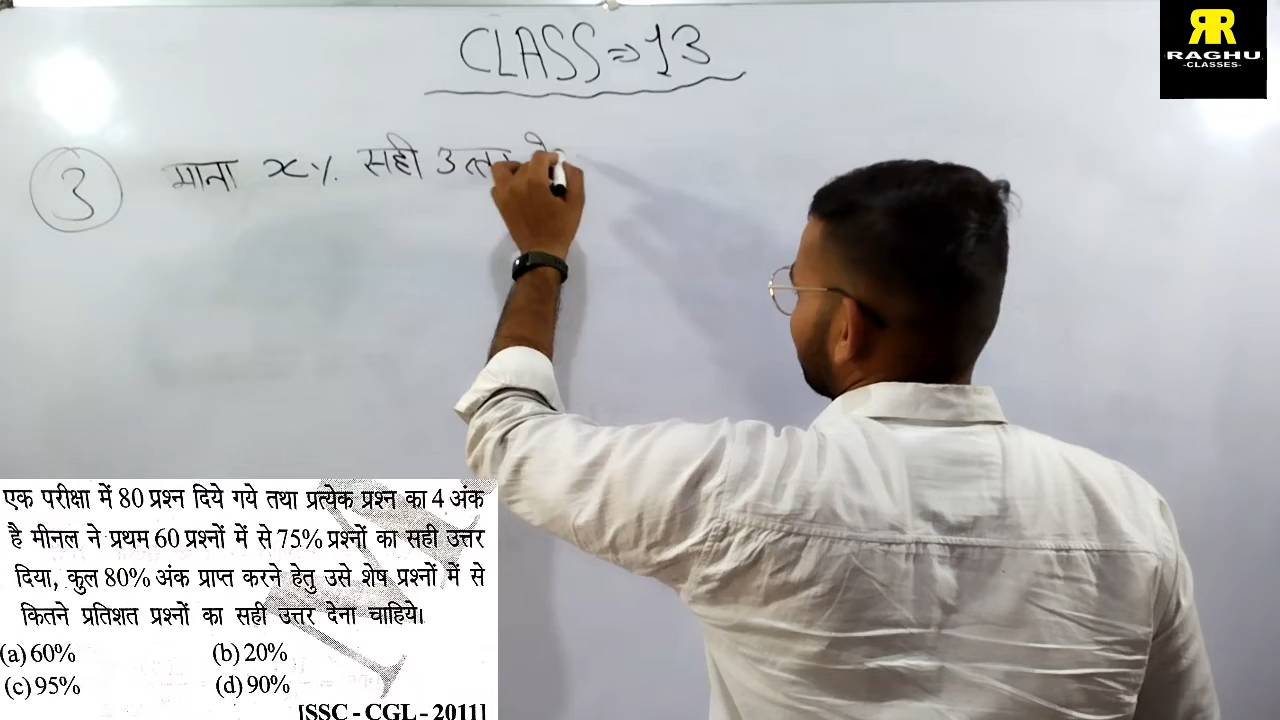 CLASS ⇒ 13
RR
RAGHU
-CLASSES-
3 माना x% सही उत्तर
एक परीक्षा में 80 प्रश्न दिये गये तथा प्रत्येक प्रश्न का 4 अंक
है मीनल ने प्रथम 60 प्रश्नों में से 75% प्रश्नों का सही उत्तर
दिया, कुल 80% अंक प्राप्त करने हेतु उसे शेष प्रश्नों में से
कितने प्रतिशत प्रश्नों का सही उत्तर देना चाहिये।
(a) 60% (b) 20%
(c) 95% (d) 90%
[SSC - CGL - 2011]